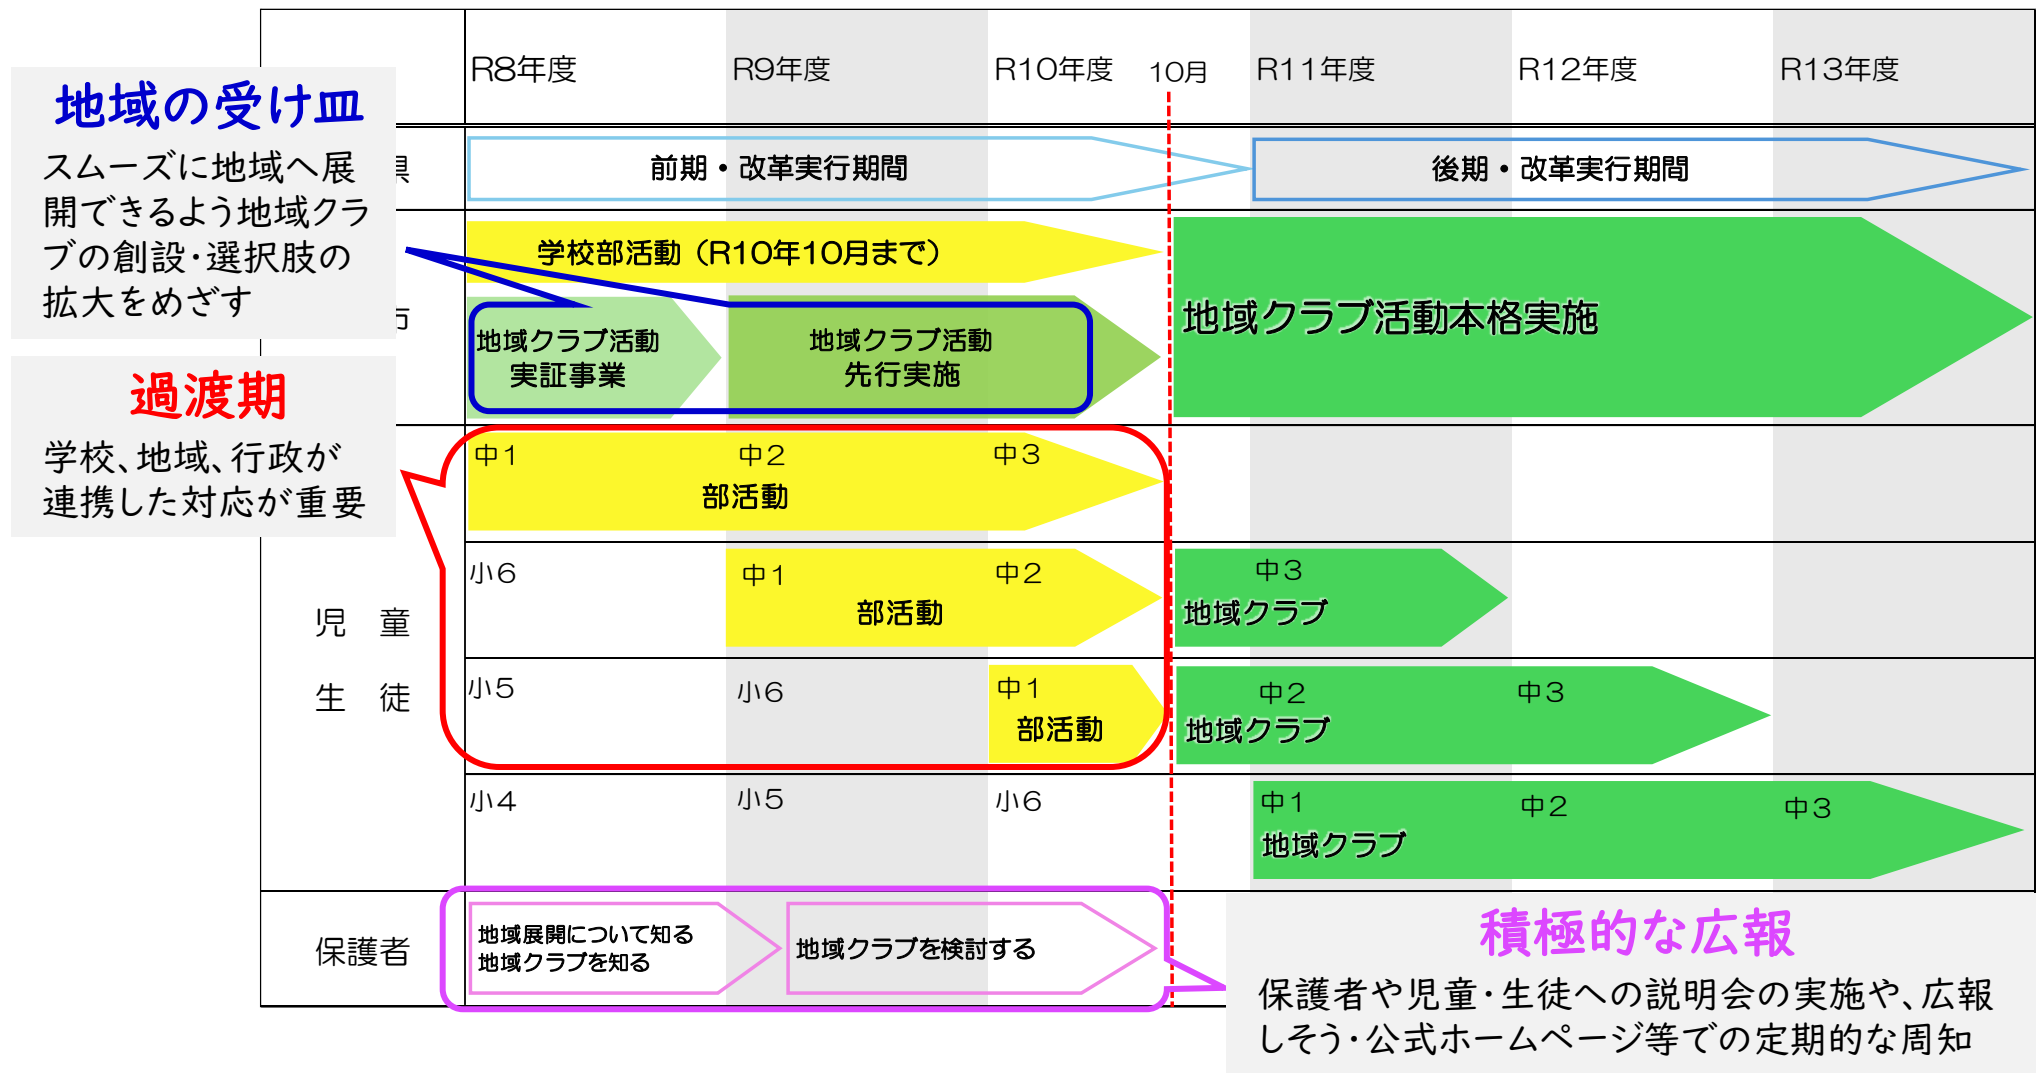 R8年度
R9年度
R10年度
10月
R11年度
R12年度
R13年度
地域の受け皿
スムーズに地域へ展
開できるよう地域クラ
ブの創設・選択肢の
拡大をめざす
前期・改革実行期間
後期・改革実行期間
学校部活動（R10年10月まで）
地域クラブ活動
実証事業
地域クラブ活動
先行実施
地域クラブ活動本格実施
過渡期
学校、地域、行政が
連携した対応が重要
児 童
生 徒
中1
中2
中3
部活動
小6
中1
中2
部活動
中3
地域クラブ
小5
小6
中1
部活動
中2
中3
地域クラブ
小4
小5
小6
中1
中2
中3
地域クラブ
保護者
地域展開について知る
地域クラブを知る
地域クラブを検討する
積極的な広報
保護者や児童・生徒への説明会の実施や、広報
しそう・公式ホームページ等での定期的な周知